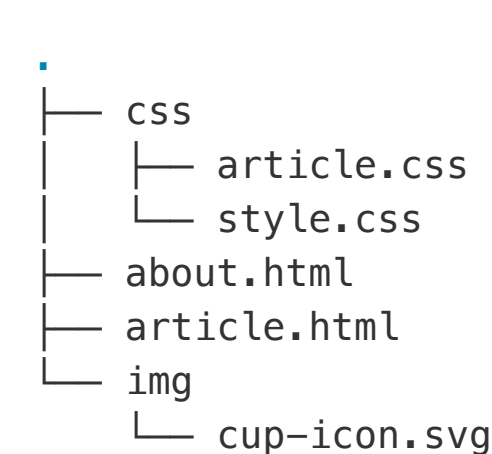 .
├── css
│   ├── article.css
│   └── style.css
├── about.html
├── article.html
└── img
    └── cup-icon.svg